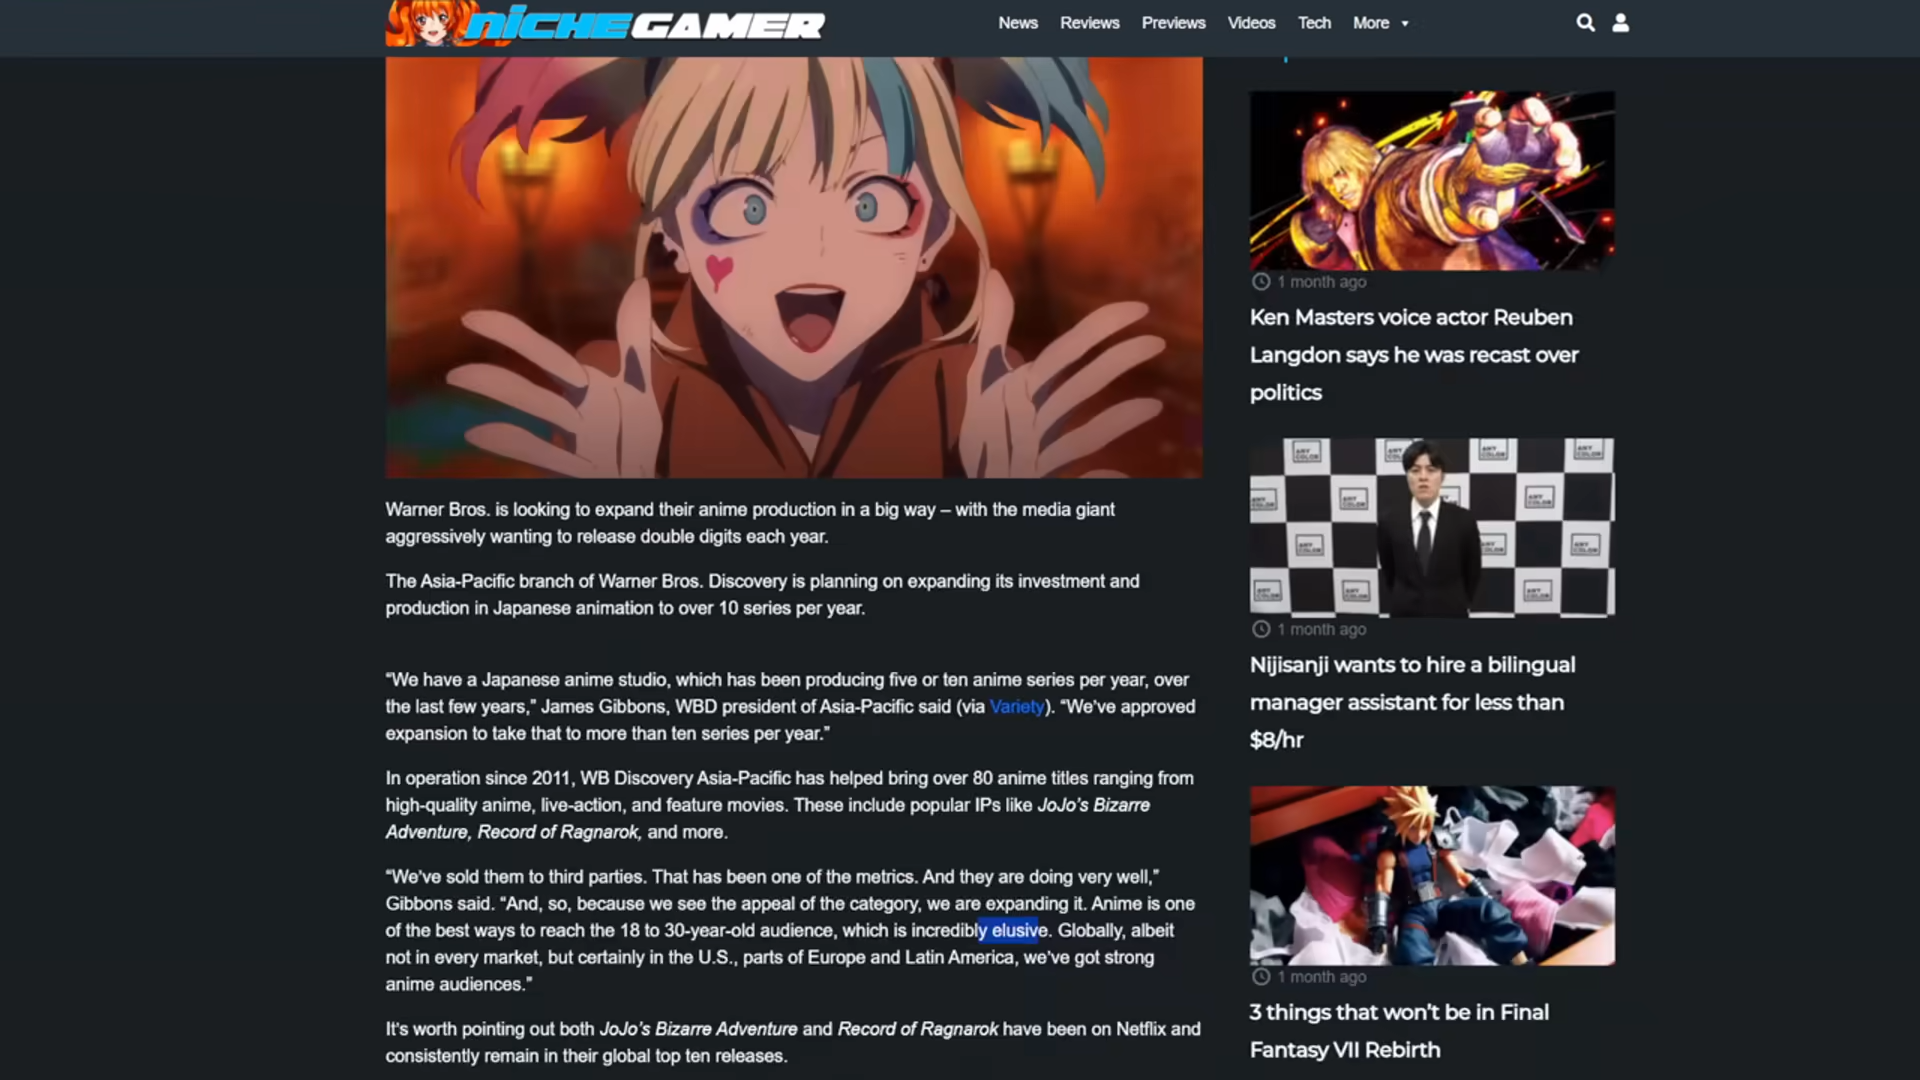 NICHEGAMER
News Reviews Previews Videos Tech More
Warner Bros. is looking to expand their anime production in a big way – with the media giant
aggressively wanting to release double digits each year.
The Asia-Pacific branch of Warner Bros. Discovery is planning on expanding its investment and
production in Japanese animation to over 10 series per year.
“We have a Japanese anime studio, which has been producing five or ten anime series per year, over
the last few years,” James Gibbons, WBD president of Asia-Pacific said (via Variety). “We’ve approved
expansion to take that to more than ten series per year.”
In operation since 2011, WB Discovery Asia-Pacific has helped bring over 80 anime titles ranging from
high-quality anime, live-action, and feature movies. These include popular IPs like JoJo’s Bizarre
Adventure, Record of Ragnarok, and more.
“We’ve sold them to third parties. That has been one of the metrics. And they are doing very well,”
Gibbons said. “And, so, because we see the appeal of the category, we are expanding it. Anime is one
of the best ways to reach the 18 to 30-year-old audience, which is incredibly elusive. Globally, albeit
not in every market, but certainly in the U.S., parts of Europe and Latin America, we’ve got strong
anime audiences.”
It’s worth pointing out both JoJo’s Bizarre Adventure and Record of Ragnarok have been on Netflix and
consistently remain in their global top ten releases.
1 month ago
Ken Masters voice actor Reuben
Langdon says he was recast over
politics
ANY COLOR
1 month ago
Nijisanji wants to hire a bilingual
manager assistant for less than
$8/hr
1 month ago
3 things that won’t be in Final
Fantasy VII Rebirth